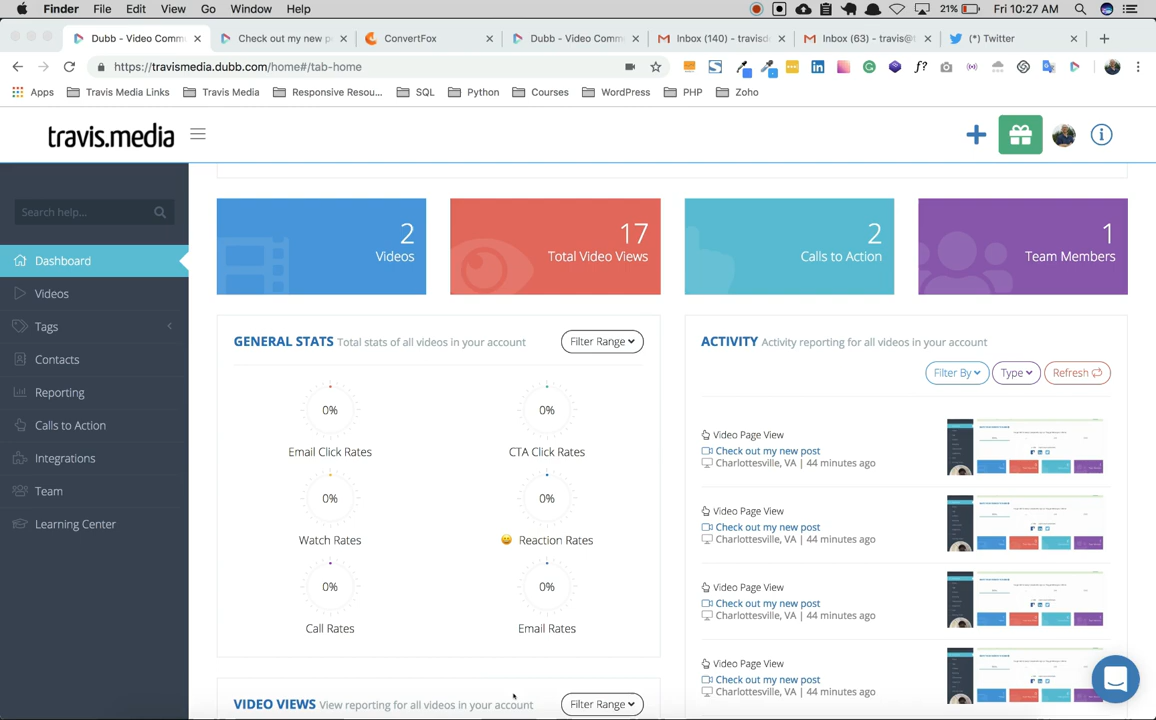 Finder File Edit View Go Window Help 21% Fri 10:27 AM
Dubb - Video Comm Check out my new p ConvertFox Dubb - Video Comm Inbox (140) - travisd Inbox (63) - travis@t (*) Twitter
https://travismedia.dubb.com/home#/tab-home
Apps Travis Media Links Travis Media Responsive Resou... SQL Python Courses WordPress PHP Zoho
travis.media
Search help...
Dashboard
Videos
Tags
Contacts
Reporting
Calls to Action
Integrations
Team
Learning Center
2
Videos
17
Total Video Views
2
Calls to Action
1
Team Members
GENERAL STATS Total stats of all videos in your account Filter Range
0%
Email Click Rates
0%
CTA Click Rates
0%
Watch Rates
0%
Reaction Rates
0%
Call Rates
0%
Email Rates
VIDEO VIEWS View reporting for all videos in your account Filter Range
ACTIVITY Activity reporting for all videos in your account
Filter By Type Refresh
Video Page View
Check out my new post
Charlottesville, VA | 44 minutes ago
Video Page View
Check out my new post
Charlottesville, VA | 44 minutes ago
Video Page View
Check out my new post
Charlottesville, VA | 44 minutes ago
Video Page View
Check out my new post
Charlottesville, VA | 44 minutes ago